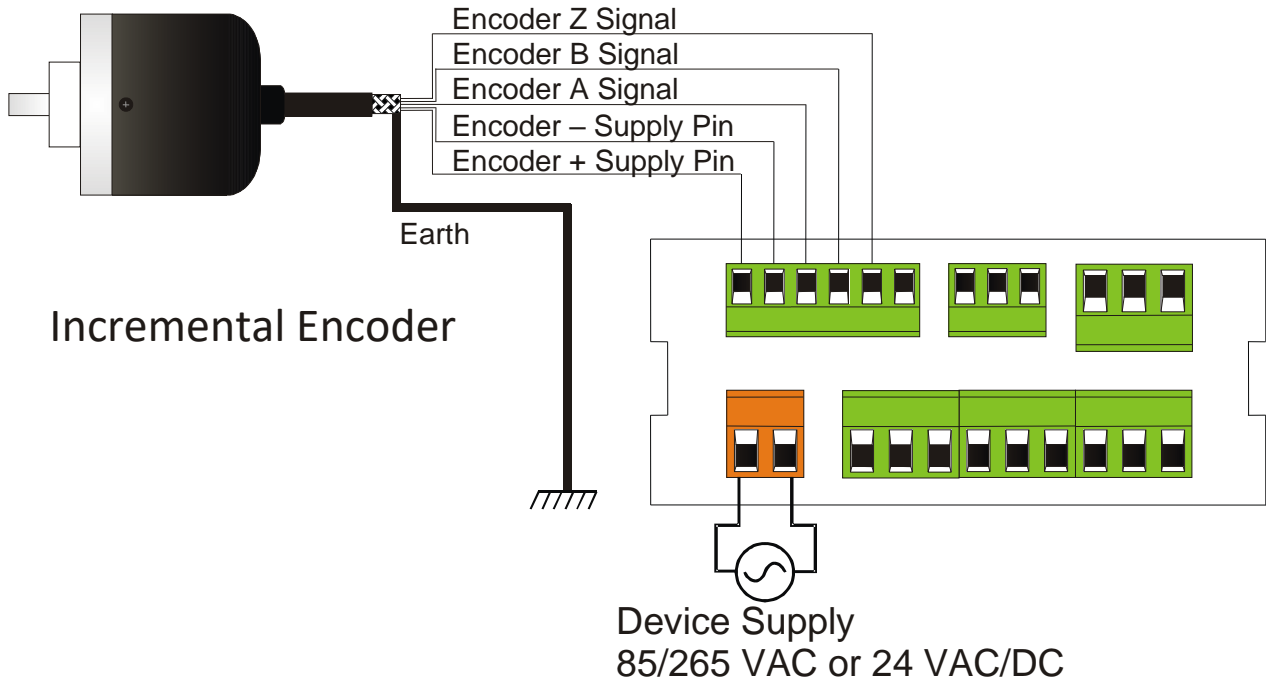 Encoder Z Signal
Encoder B Signal
Encoder A Signal
Encoder – Supply Pin
Encoder + Supply Pin
Earth
Incremental Encoder
Device Supply
85/265 VAC or 24 VAC/DC